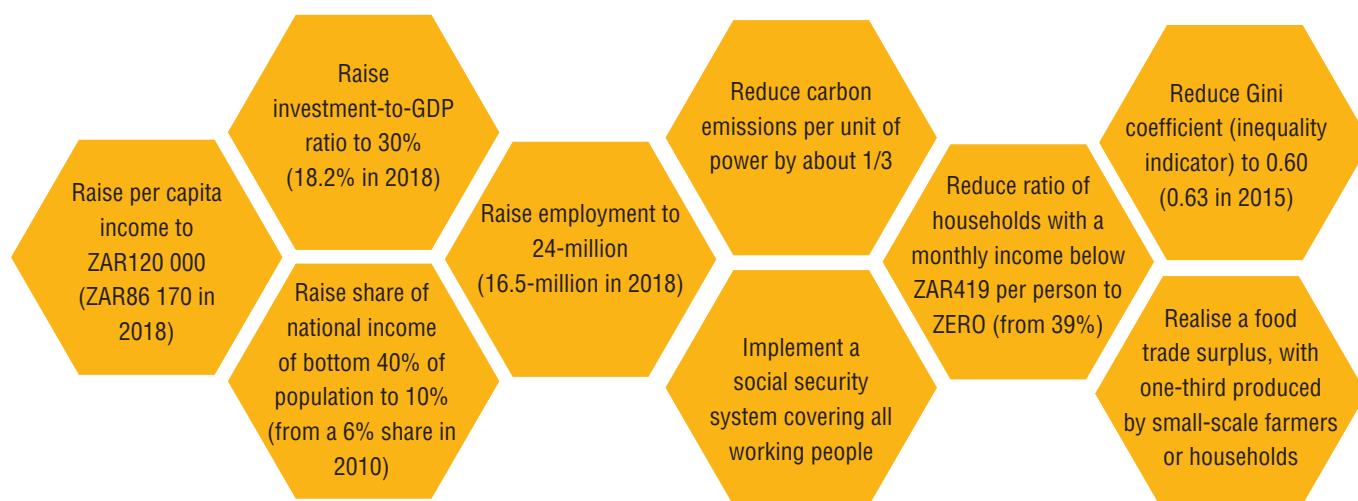 Raise per capita
income to
ZAR120 000
(ZAR86 170 in
2018)
Raise
investment-to-GDP
ratio to 30%
(18.2% in 2018)
Raise share of
national income
of bottom 40% of
population to 10%
(from a 6% share in
2010)
Raise employment to
24-million
(16.5-million in 2018)
Reduce carbon
emissions per unit of
power by about 1/3
Implement a
social security
system covering all
working people
Reduce ratio of
households with a
monthly income below
ZAR419 per person to
ZERO (from 39%)
Reduce Gini
coefficient (inequality
indicator) to 0.60
(0.63 in 2015)
Realise a food
trade surplus, with
one-third produced
by small-scale farmers
or households